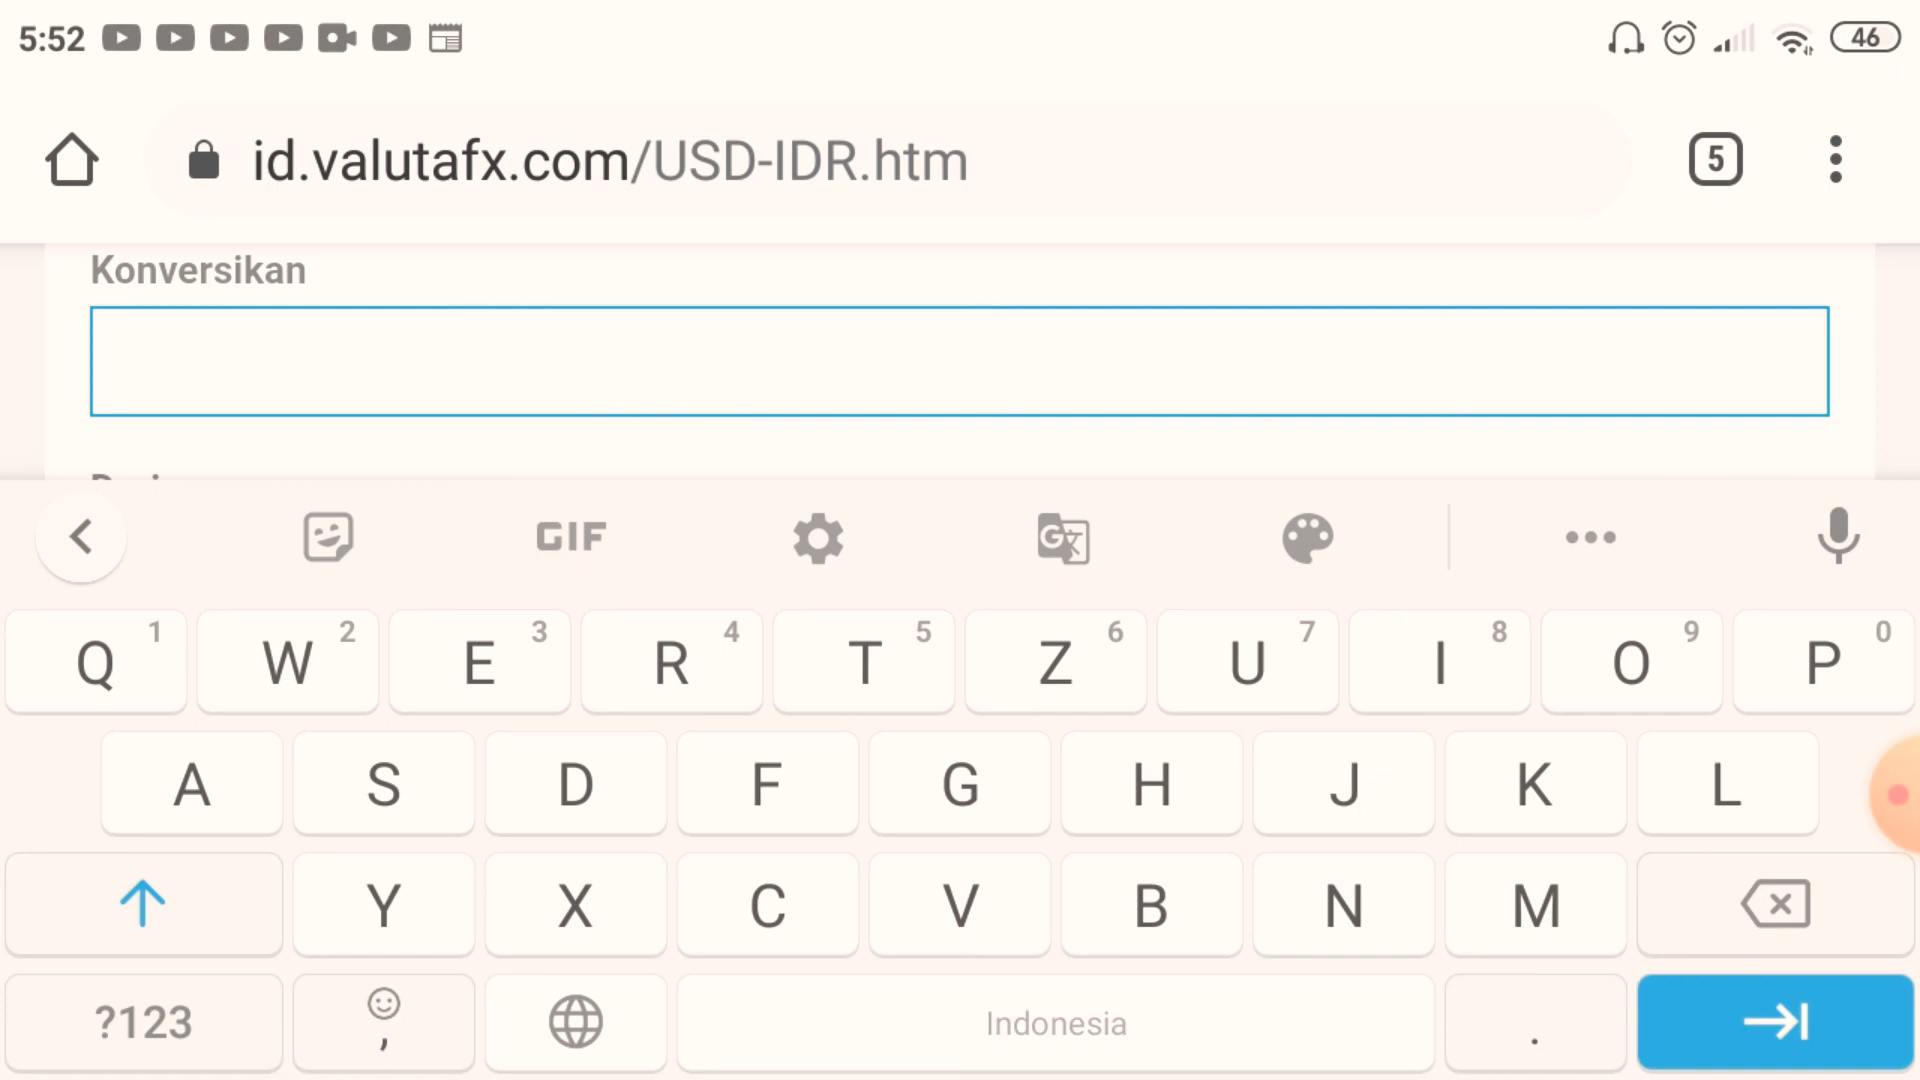 5:52
46
id.valutafx.com/USD-IDR.htm
5
Konversikan
GIF
Q 1 W 2 E 3 R 4 T 5 Z 6 U 7 I 8 O 9 P 0
A S D F G H J K L
Y X C V B N M
?123 , Indonesia .